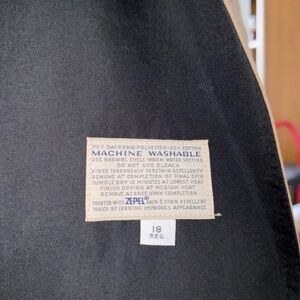 75% DACRON® POLYESTER • 25% COTTON
MACHINE WASHABLE
USE NORMAL CYCLE - WARM WATER SETTING
DO NOT USE BLEACH
RINSE THOROUGHLY TO RETAIN REPELLENCY
REMOVE AT COMPLETION OF FINAL SPIN
TUMBLE DRY 10 MINUTES AT LOWEST HEAT
FINISH DRYING AT MEDIUM HEAT
REMOVE AT ONCE UPON COMPLETION
TREATED WITH ZEPEL® RAIN & STAIN REPELLENT
TOUCH UP IRONING IMPROVES APPEARANCE
18
REG.